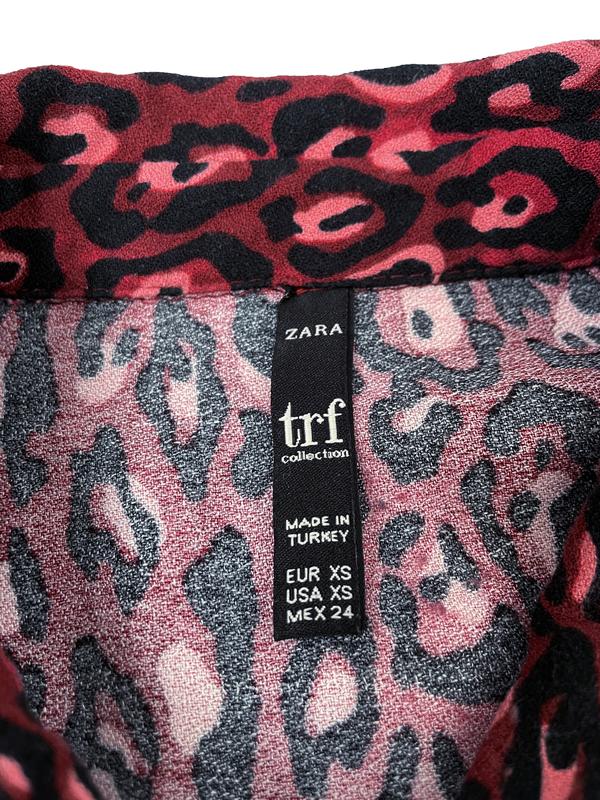 ZARA
trf
collection
MADE IN
TURKEY
EUR XS
USA XS
MEX 24